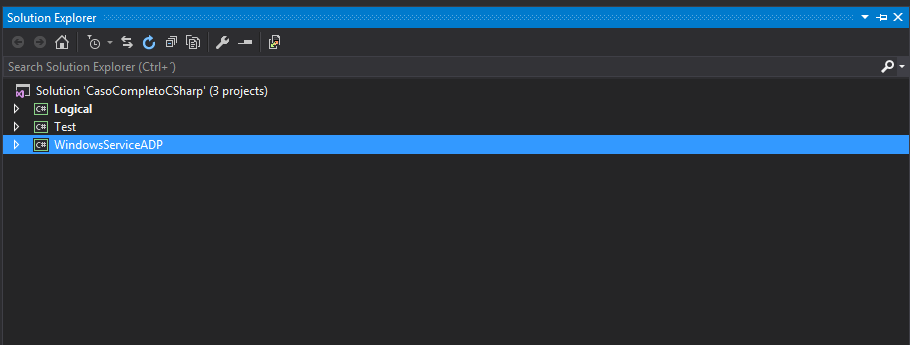 Solution Explorer
Search Solution Explorer (Ctrl+¨)
Solution 'CasoCompletoCSharp' (3 projects)
C# Logical
C# Test
C# WindowsServiceADP